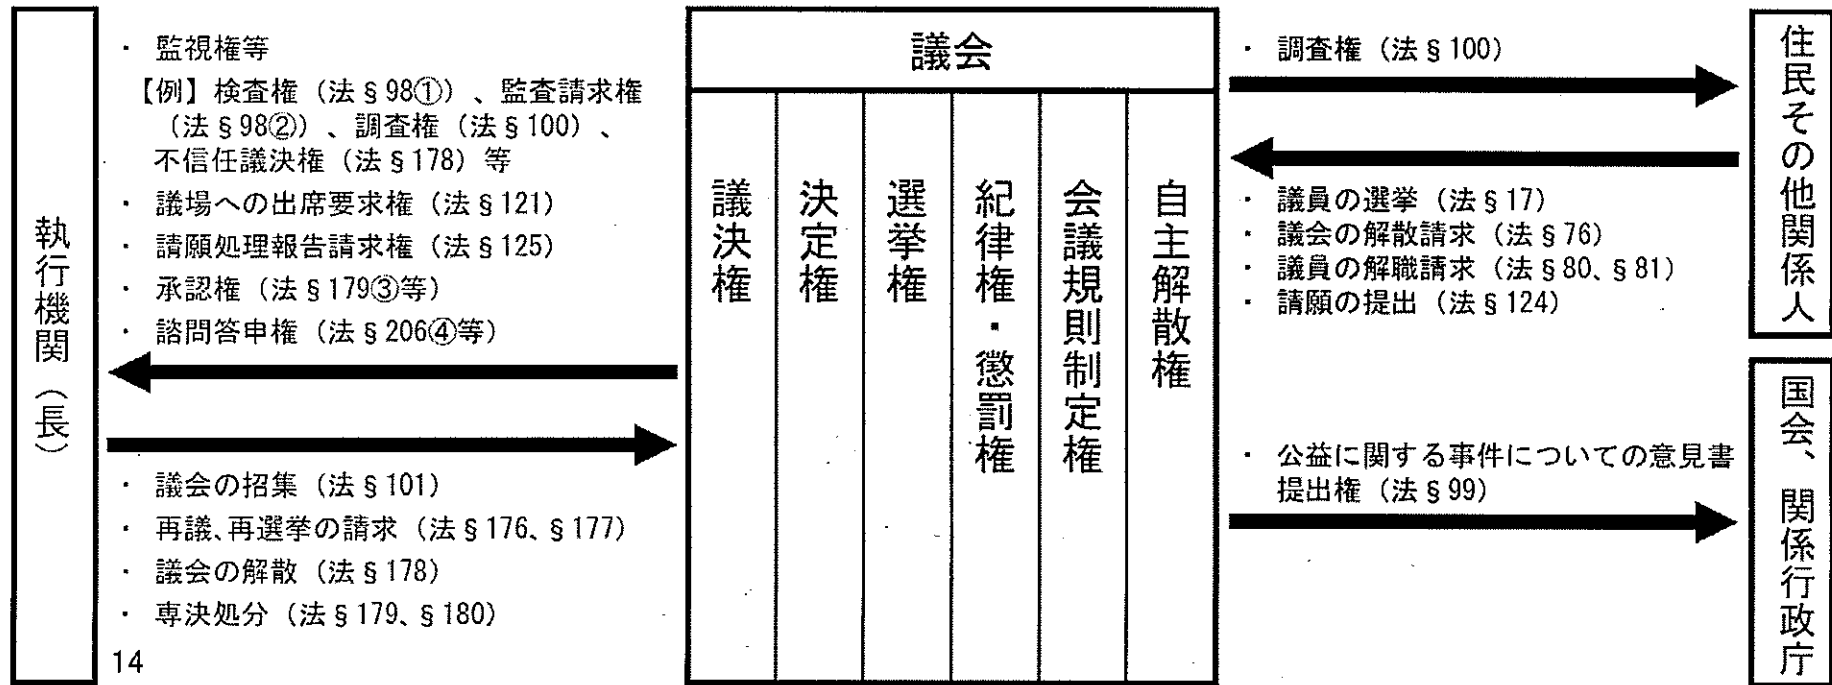 執行機関（長）
・ 監視権等
【例】検査権（法§98①）、監査請求権
（法§98②）、調査権（法§100）、
不信任議決権（法§178）等
・ 議場への出席要求権（法§121）
・ 請願処理報告請求権（法§125）
・ 承認権（法§179③等）
・ 諮問答申権（法§206④等）
・ 議会の招集（法§101）
・ 再議、再選挙の請求（法§176、§177）
・ 議会の解散（法§178）
・ 専決処分（法§179、§180）
14
議会
議決権
決定権
選挙権
紀律権・懲罰権
会議規則制定権
自主解散権
・ 調査権（法§100）
・ 議員の選挙（法§17）
・ 議会の解散請求（法§76）
・ 議員の解職請求（法§80、§81）
・ 請願の提出（法§124）
・ 公益に関する事件についての意見書
提出権（法§99）
住民その他関係人
国会、関係行政庁